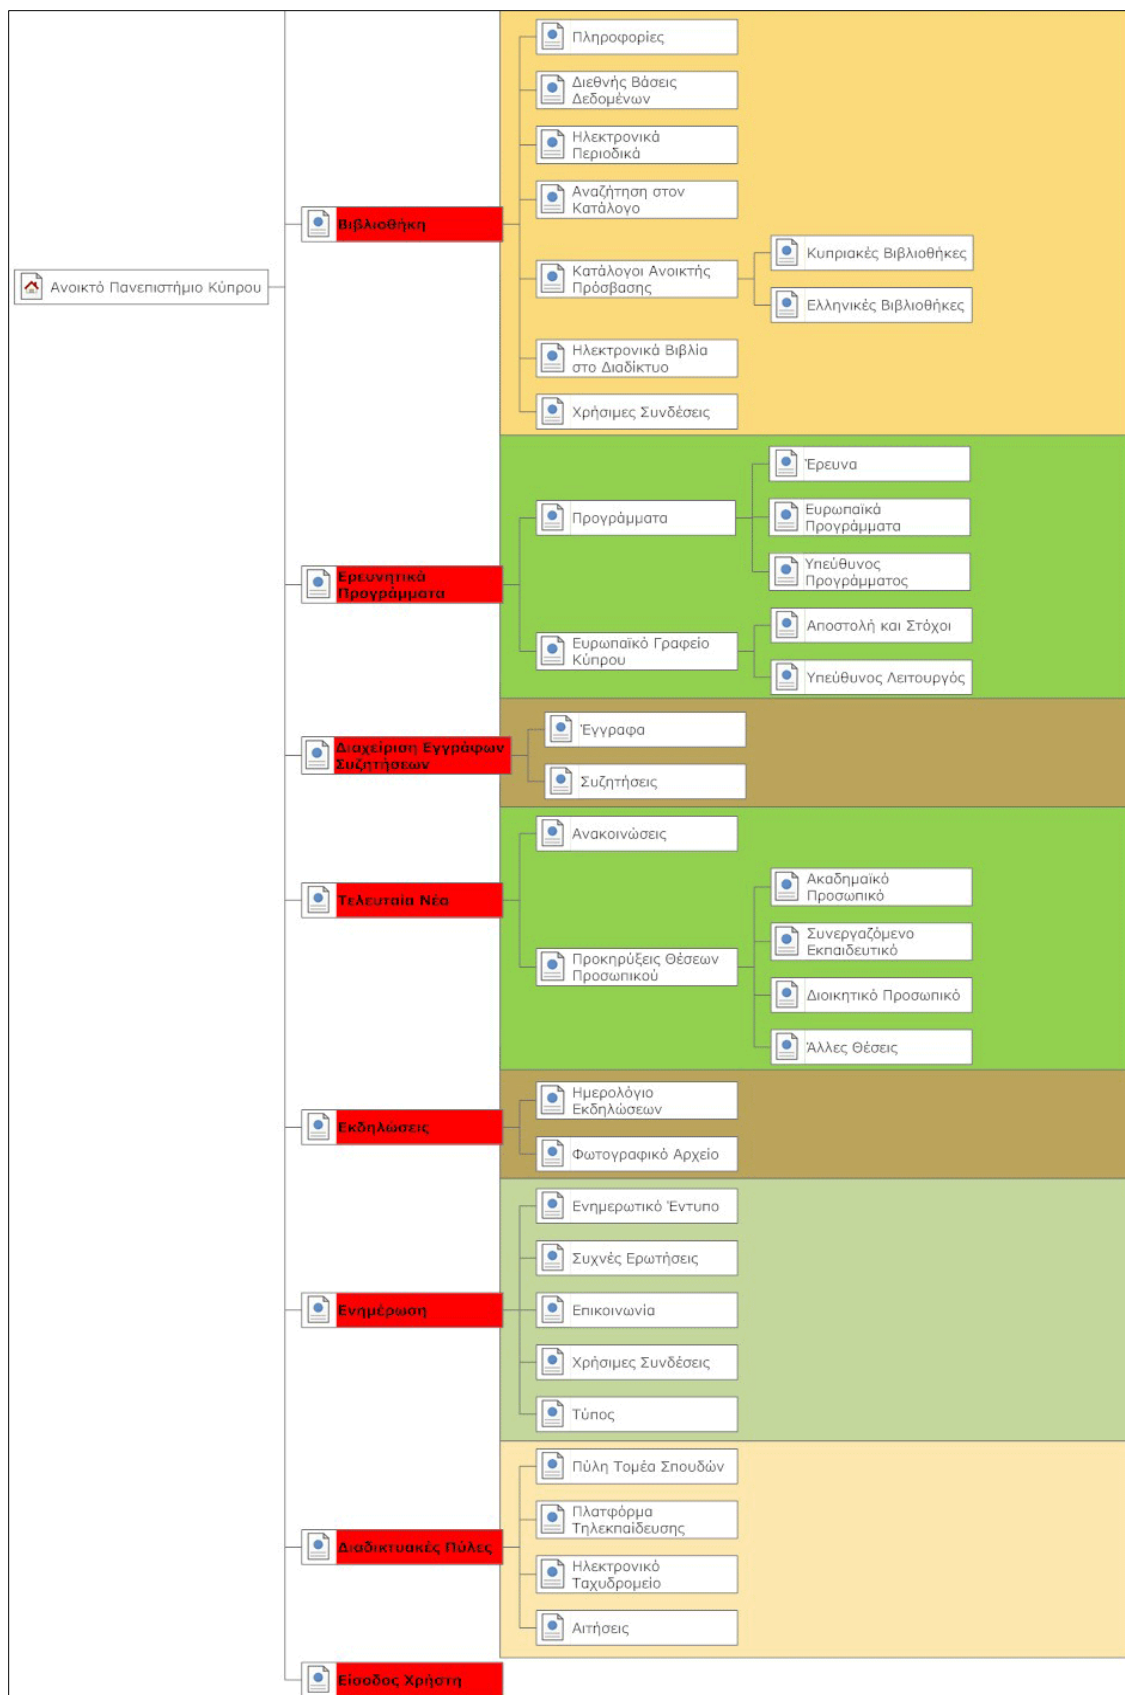 Πληροφορίες
Διεθνής Βάσεις
Δεδομένων
Ηλεκτρονικά
Περιοδικά
Αναζήτηση στον
Κατάλογο
Βιβλιοθήκη
Κατάλογοι Ανοικτής
Πρόσβασης
Κυπριακές Βιβλιοθήκες
Ελληνικές Βιβλιοθήκες
Ανοικτό Πανεπιστήμιο Κύπρου
Ηλεκτρονικά Βιβλία
στο Διαδίκτυο
Χρήσιμες Συνδέσεις
Έρευνα
Προγράμματα
Ευρωπαϊκά
Προγράμματα
Υπεύθυνος
Προγράμματος
Ερευνητικά
Προγράμματα
Ευρωπαϊκό Γραφείο
Κύπρου
Αποστολή και Στόχοι
Υπεύθυνος Λειτουργός
Διαχείριση Εγγράφων
Συζητήσεων
Έγγραφα
Συζητήσεις
Ανακοινώσεις
Τελευταία Νέα
Ακαδημαϊκό
Προσωπικό
Συνεργαζόμενο
Εκπαιδευτικό
Προκηρύξεις Θέσεων
Προσωπικού
Διοικητικό Προσωπικό
Άλλες Θέσεις
Ημερολόγιο
Εκδηλώσεων
Εκδηλώσεις
Φωτογραφικό Αρχείο
Ενημερωτικό Έντυπο
Συχνές Ερωτήσεις
Ενημέρωση
Επικοινωνία
Χρήσιμες Συνδέσεις
Τύπος
Πύλη Τομέα Σπουδών
Πλατφόρμα
Τηλεκπαίδευσης
Διαδικτυακές Πύλες
Ηλεκτρονικό
Ταχυδρομείο
Αιτήσεις
Είσοδος Χρήστη